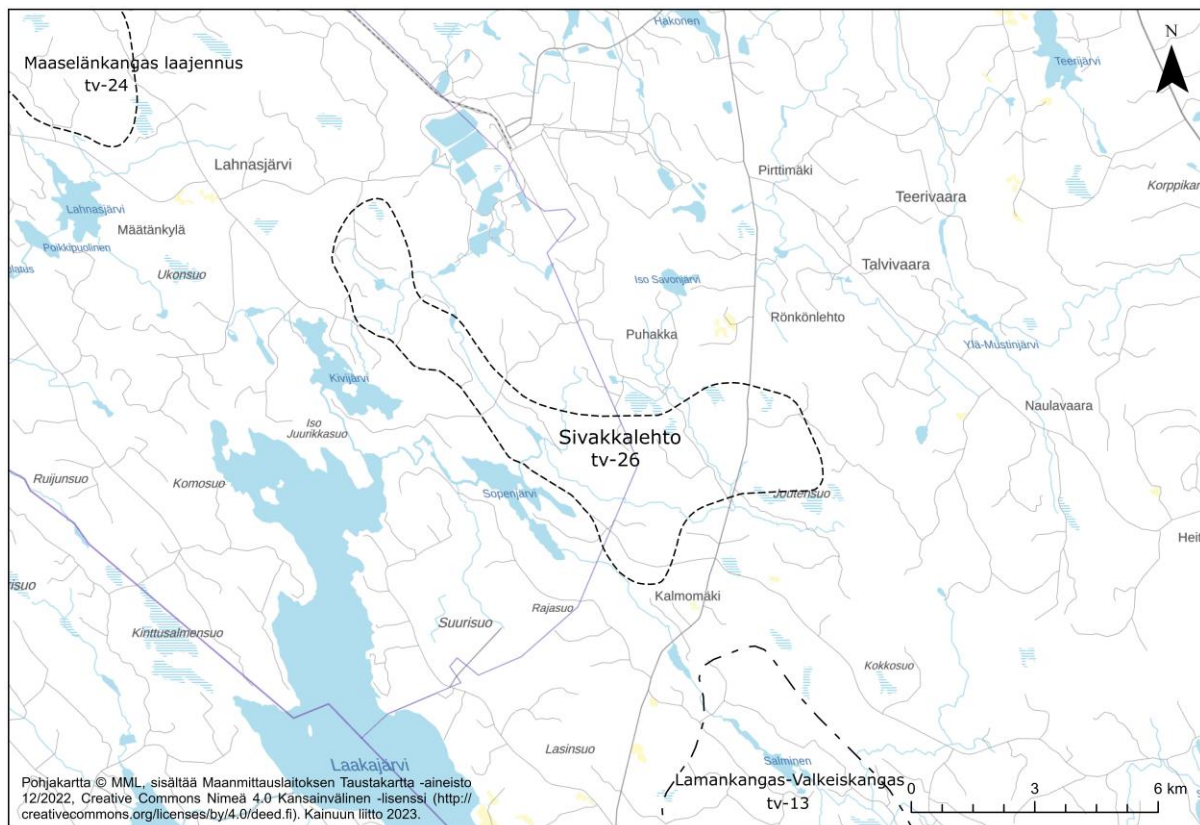 Hakonen
N
Maaselänkangas laajennus
tv-24
Teerijärvi
Lahnasjärvi
Pirttimäki
Korppikan
Teerivaara
Lahnasjärvi
Määtänkylä
Poikkipuolinen
Talvivaara
Ukonsuo
Iso Savonjärvi
Rönkönlehto
Puhakka
Ylä-Mustinjärvi
Kivijärvi
Naulavaara
Iso
Juurikkasuo
Sivakkalehto
tv-26
Ruijunsuo
Komosuo
Sopenjärvi
Joutensuo
Heit
risuo
Kalmomäki
Rajasuo
Suurisuo
Kinttusalmensuo
Kokkosuo
Lasinsuo
Laakajärvi
Salminen
Lamankangas-Valkeiskangas
tv-13
0 3 6 km
Pohjakartta © MML, sisältää Maanmittauslaitoksen Taustakartta -aineisto
12/2022, Creative Commons Nimeä 4.0 Kansainvälinen -lisenssi (http://
creativecommons.org/licenses/by/4.0/deed.fi). Kainuun liitto 2023.